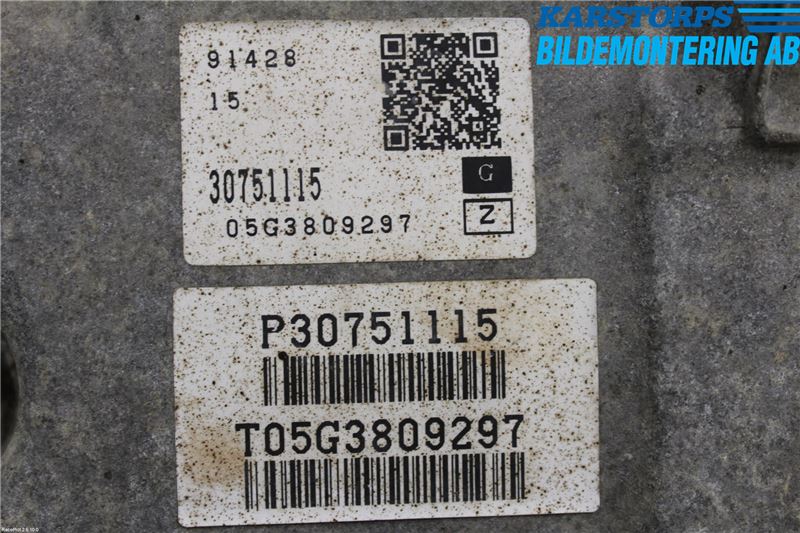 KARSTORPS
BILDEMONTERING AB
91428
15
G
30751115
Z
05G3809297
P30751115
T05G3809297